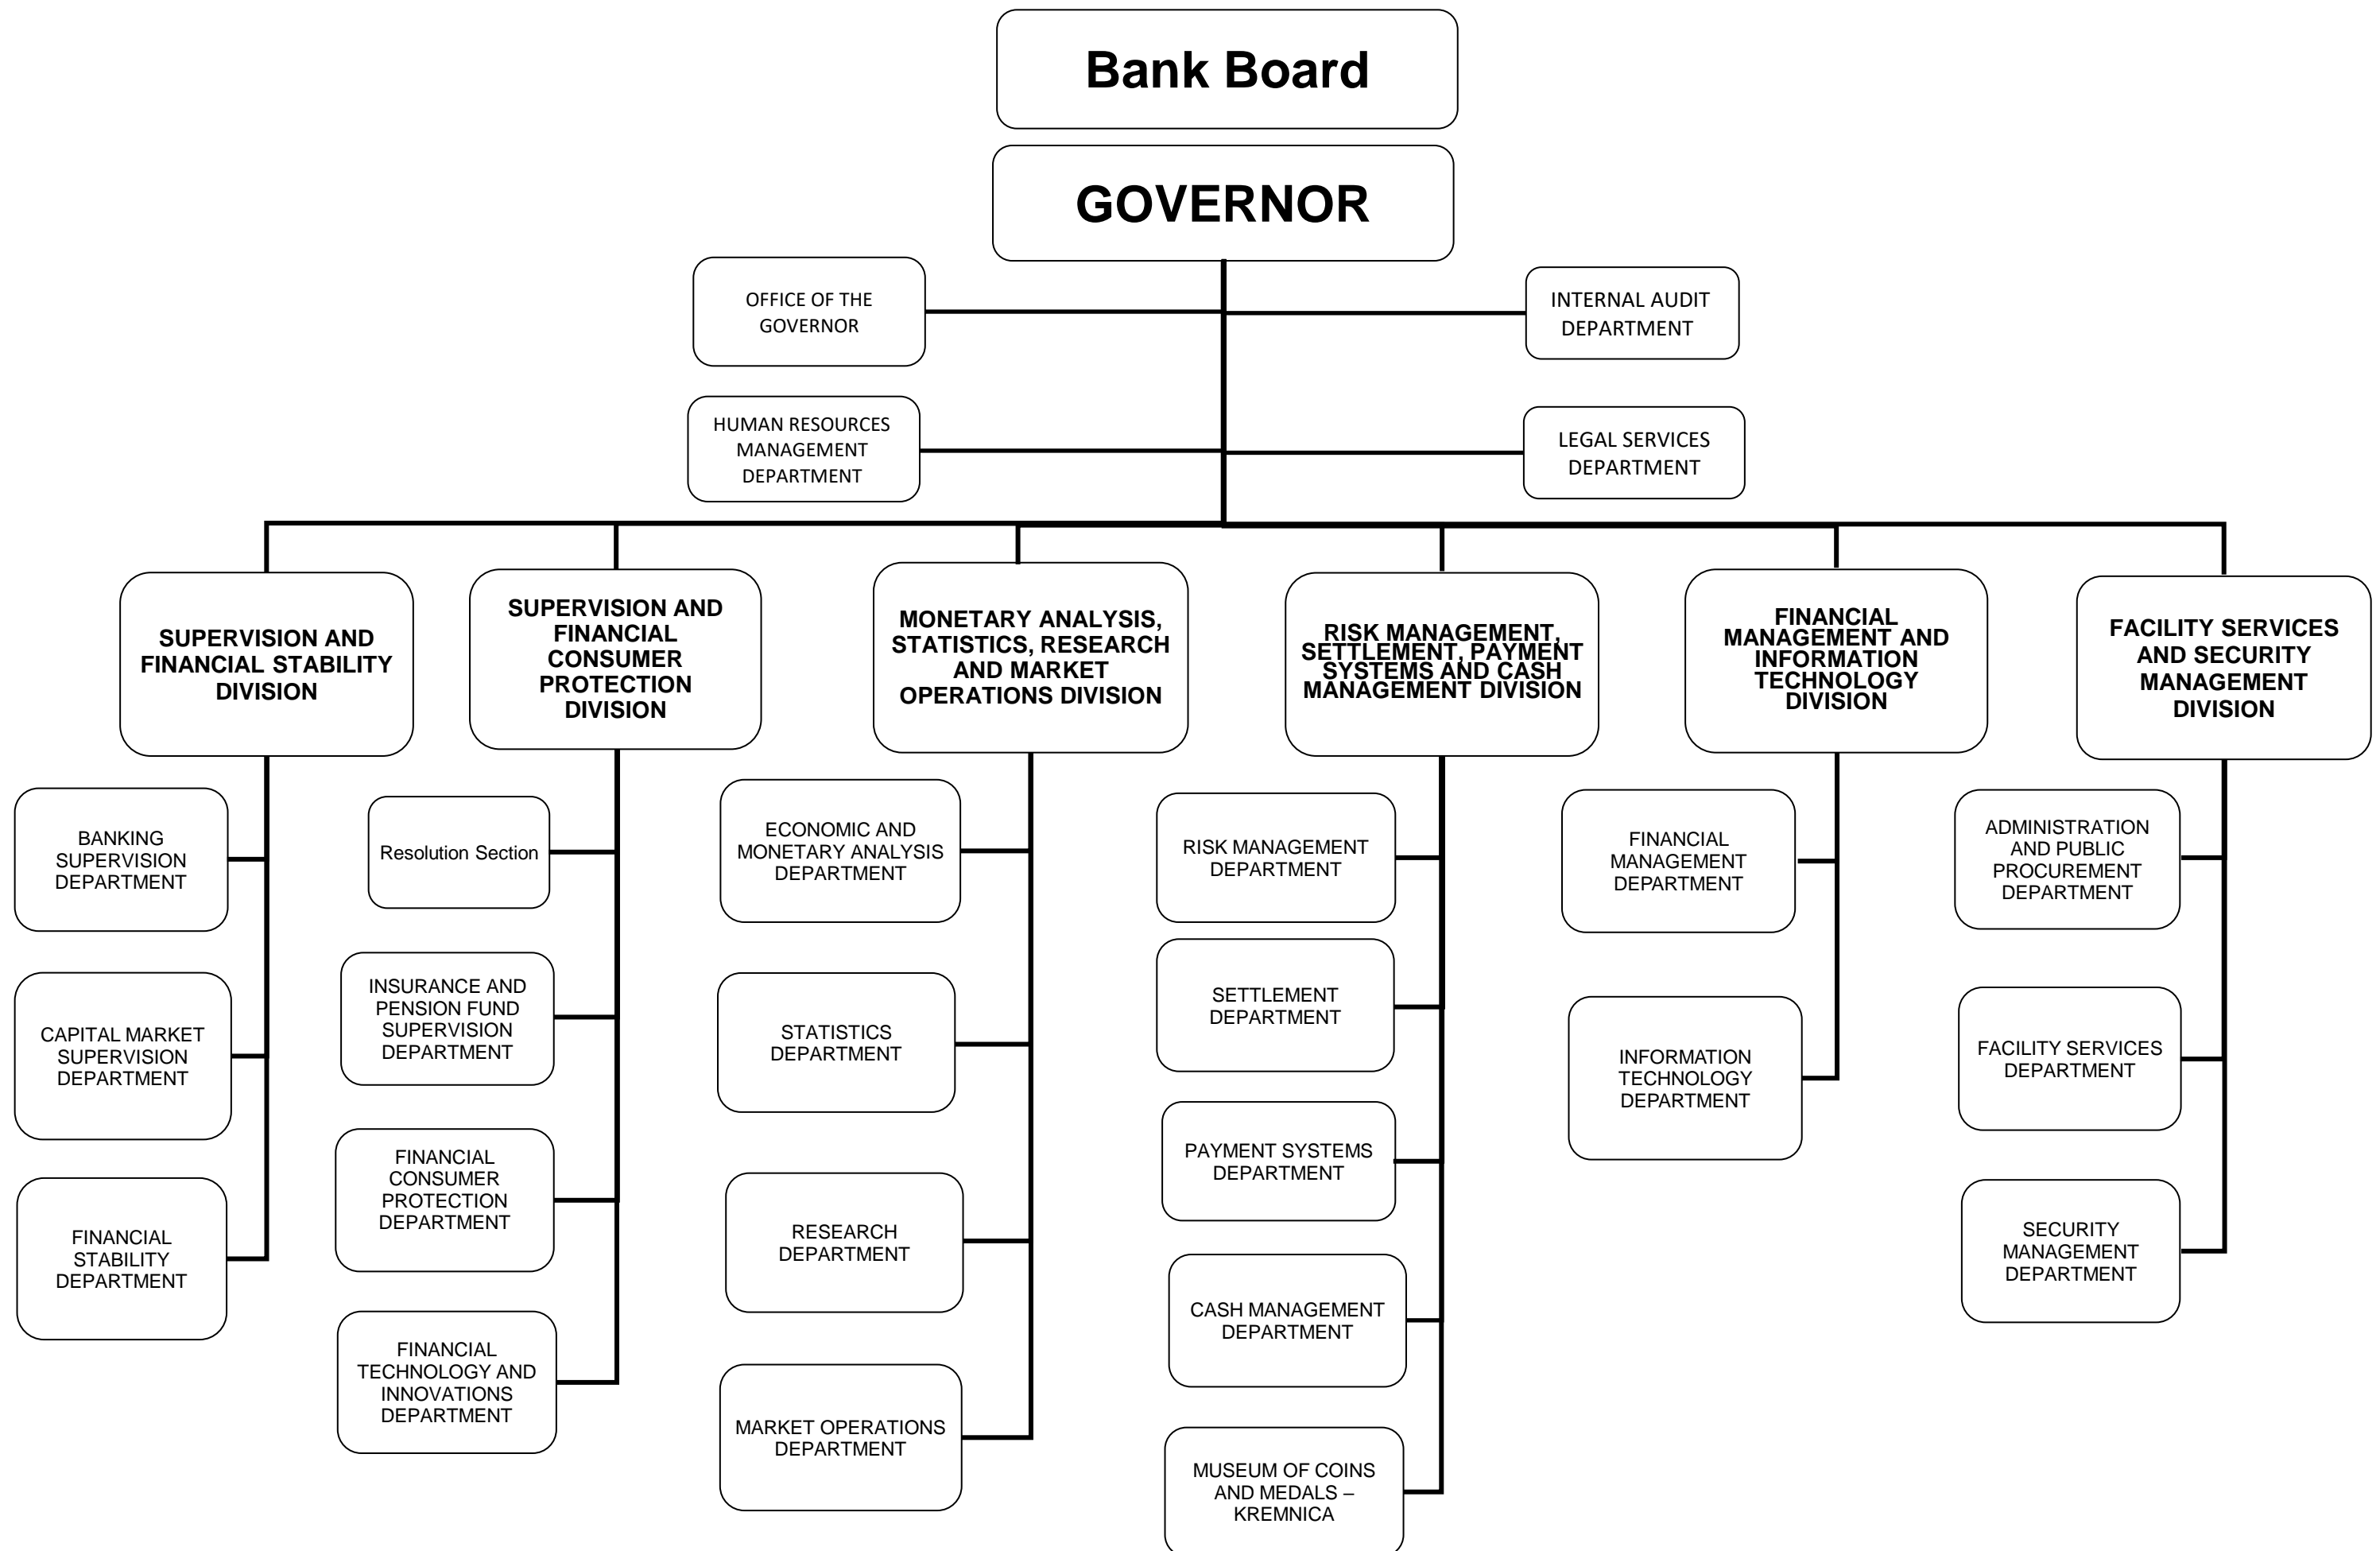 Bank Board
GOVERNOR
OFFICE OF THE
GOVERNOR
INTERNAL AUDIT
DEPARTMENT
HUMAN RESOURCES
MANAGEMENT
DEPARTMENT
LEGAL SERVICES
DEPARTMENT
SUPERVISION AND
FINANCIAL STABILITY
DIVISION
SUPERVISION AND
FINANCIAL
CONSUMER
PROTECTION
DIVISION
MONETARY ANALYSIS,
STATISTICS, RESEARCH
AND MARKET
OPERATIONS DIVISION
RISK MANAGEMENT,
SETTLEMENT, PAYMENT
SYSTEMS AND CASH
MANAGEMENT DIVISION
FINANCIAL
MANAGEMENT AND
INFORMATION
TECHNOLOGY
DIVISION
FACILITY SERVICES
AND SECURITY
MANAGEMENT
DIVISION
BANKING
SUPERVISION
DEPARTMENT
CAPITAL MARKET
SUPERVISION
DEPARTMENT
FINANCIAL
STABILITY
DEPARTMENT
Resolution Section
INSURANCE AND
PENSION FUND
SUPERVISION
DEPARTMENT
FINANCIAL
CONSUMER
PROTECTION
DEPARTMENT
FINANCIAL
TECHNOLOGY AND
INNOVATIONS
DEPARTMENT
ECONOMIC AND
MONETARY ANALYSIS
DEPARTMENT
STATISTICS
DEPARTMENT
RESEARCH
DEPARTMENT
MARKET OPERATIONS
DEPARTMENT
RISK MANAGEMENT
DEPARTMENT
SETTLEMENT
DEPARTMENT
PAYMENT SYSTEMS
DEPARTMENT
CASH MANAGEMENT
DEPARTMENT
MUSEUM OF COINS
AND MEDALS –
KREMNICA
FINANCIAL
MANAGEMENT
DEPARTMENT
INFORMATION
TECHNOLOGY
DEPARTMENT
ADMINISTRATION
AND PUBLIC
PROCUREMENT
DEPARTMENT
FACILITY SERVICES
DEPARTMENT
SECURITY
MANAGEMENT
DEPARTMENT